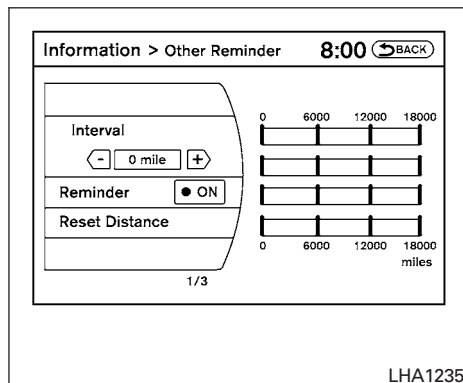 Information > Other Reminder 8:00 BACK
0 6000 12000 18000
Interval
- 0 mile +
Reminder ON
Reset Distance
0 6000 12000 18000
miles
1/3
LHA1235